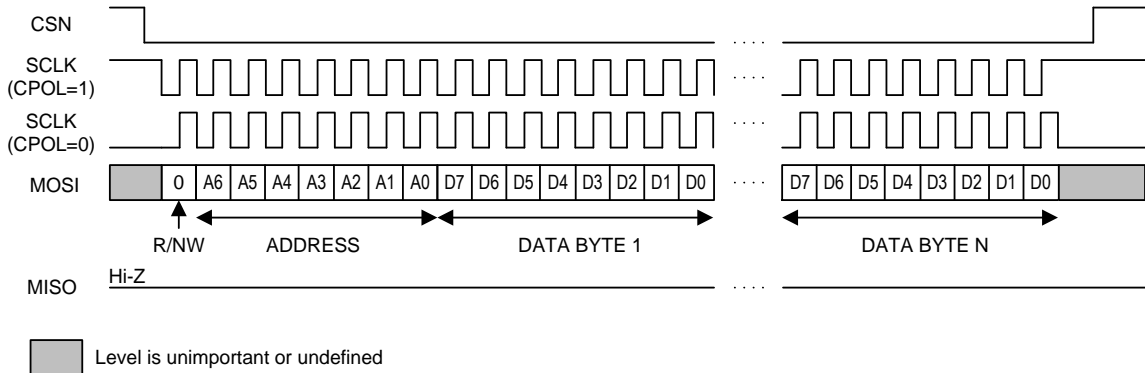 CSN
. . . .
SCLK
(CPOL=1)
. . . .
SCLK
(CPOL=0)
. . . .
MOSI 0 A6 A5 A4 A3 A2 A1 A0 D7 D6 D5 D4 D3 D2 D1 D0 . . . . D7 D6 D5 D4 D3 D2 D1 D0
R/NW ADDRESS DATA BYTE 1 DATA BYTE N
Hi-Z
MISO . . . .
Level is unimportant or undefined